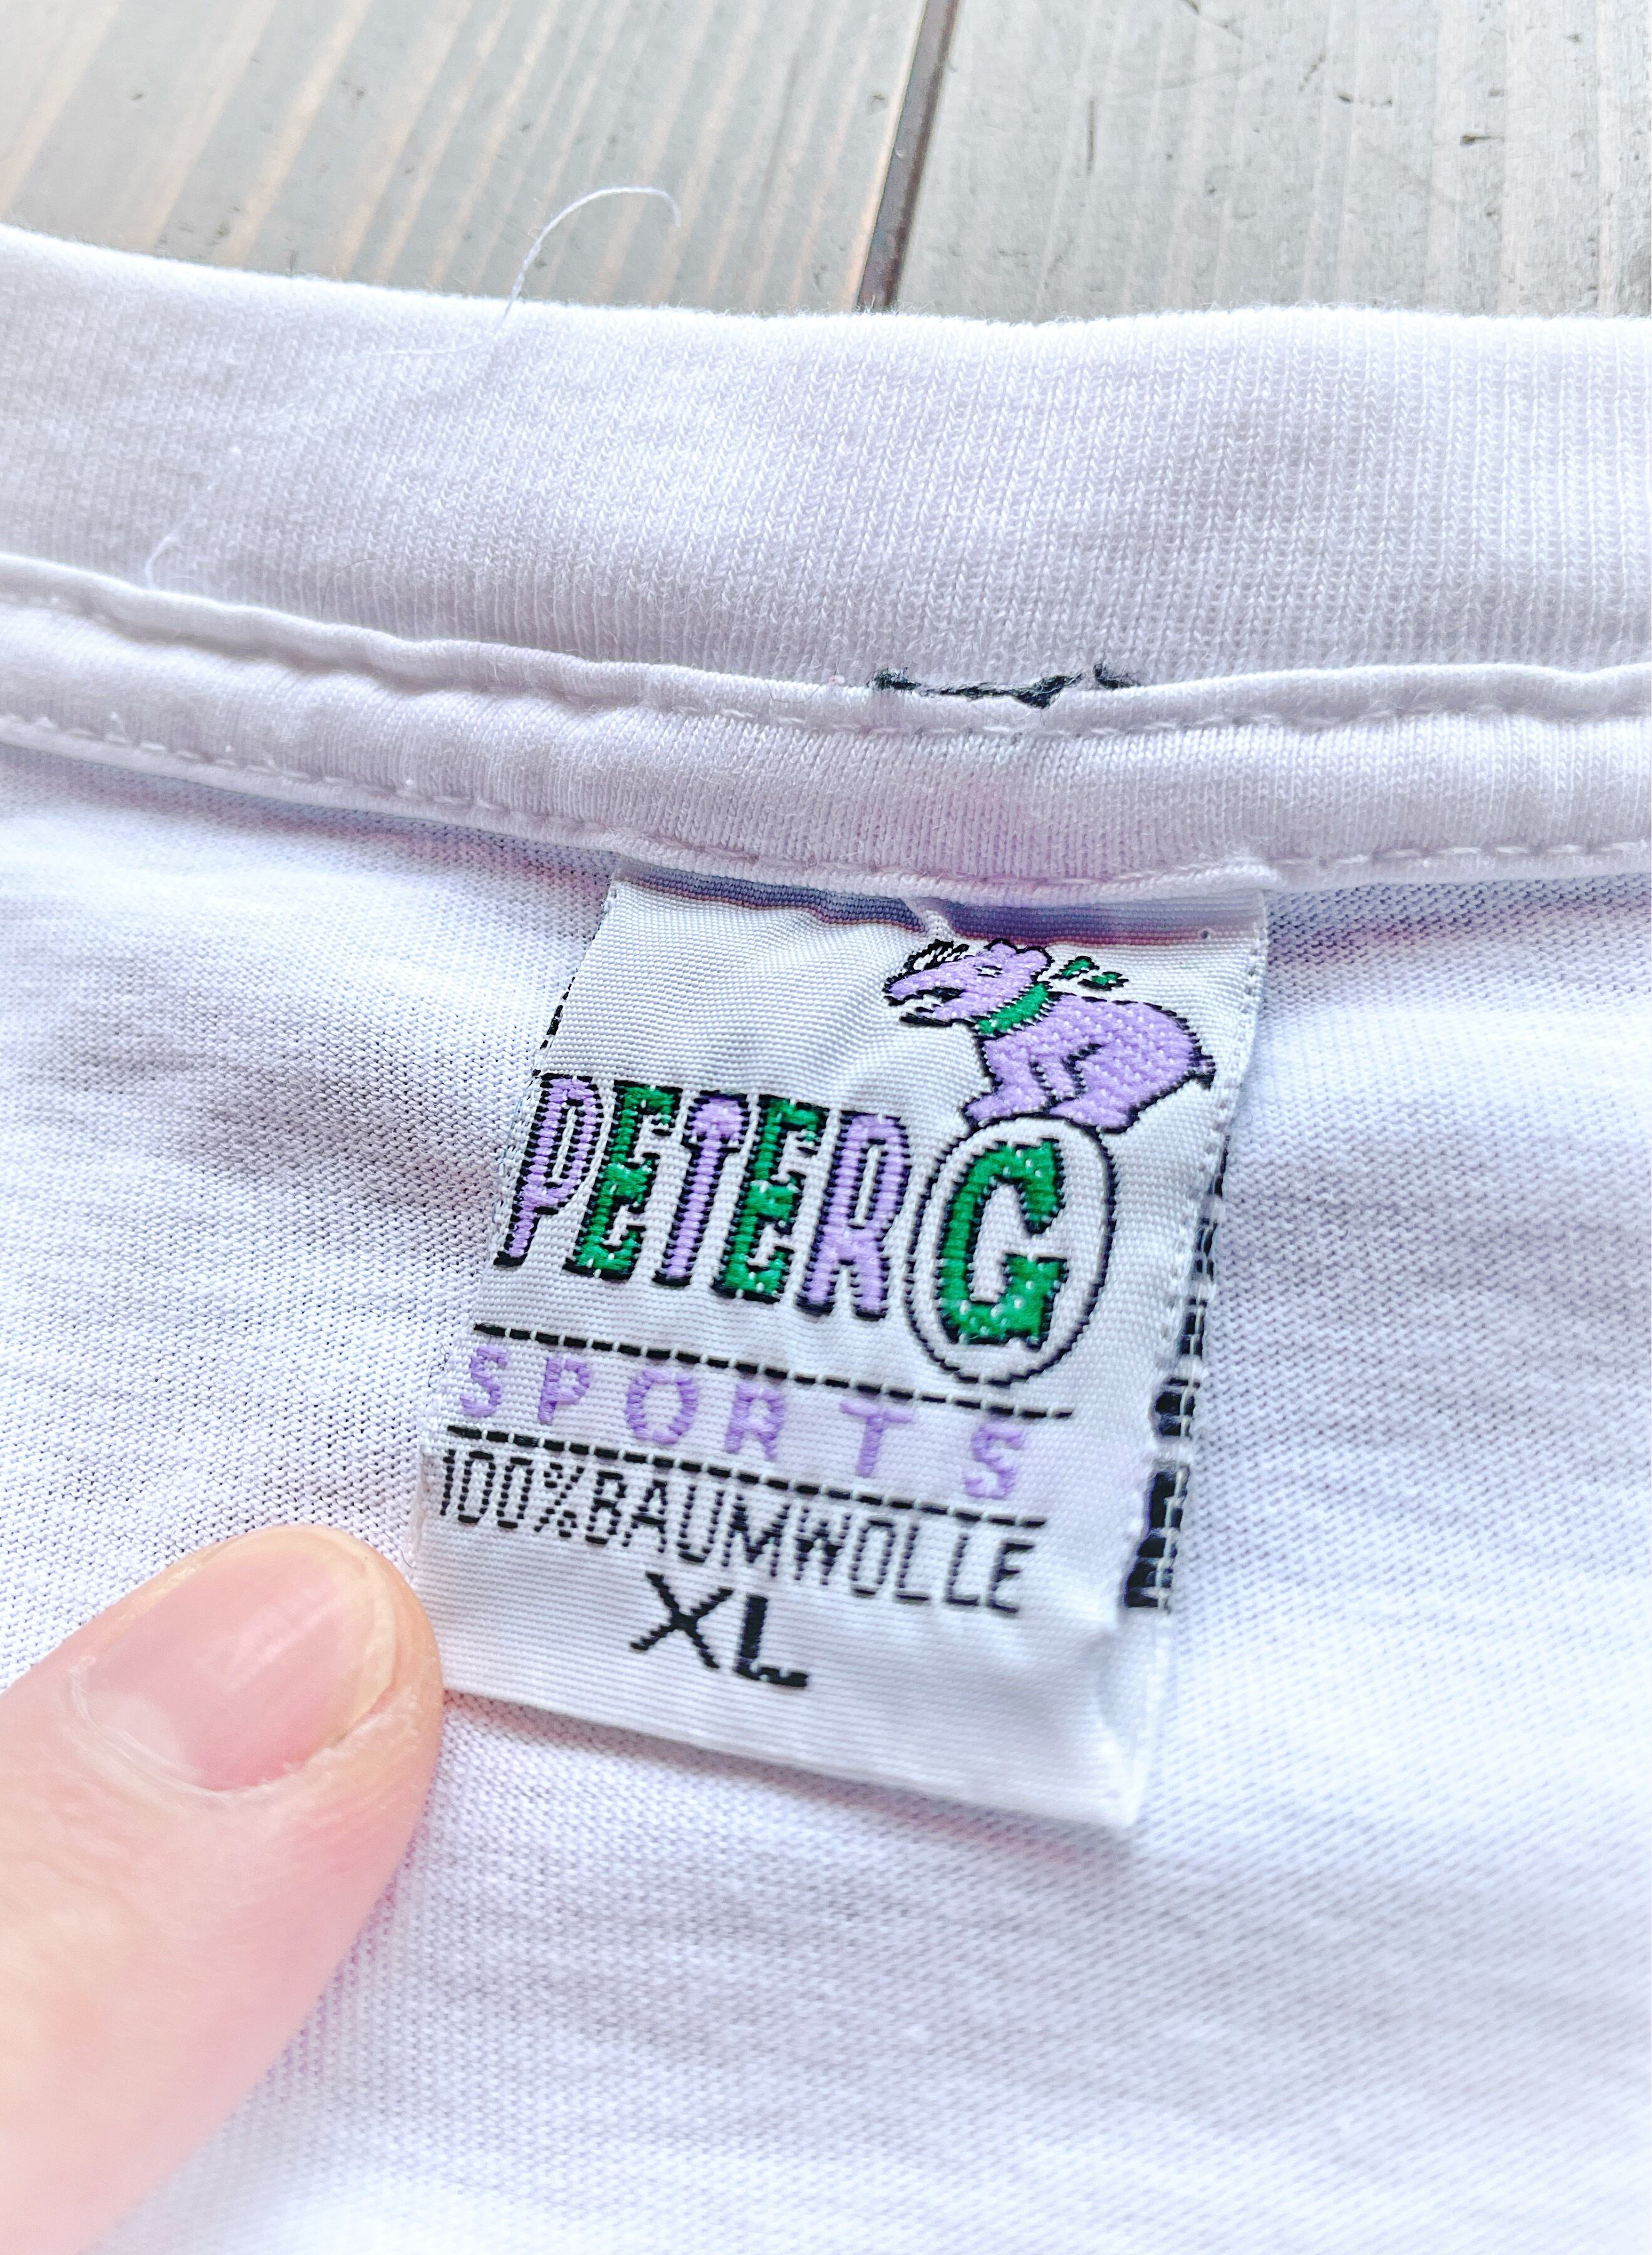 PETER G
SPORTS
100%BAUMWOLLE
XL